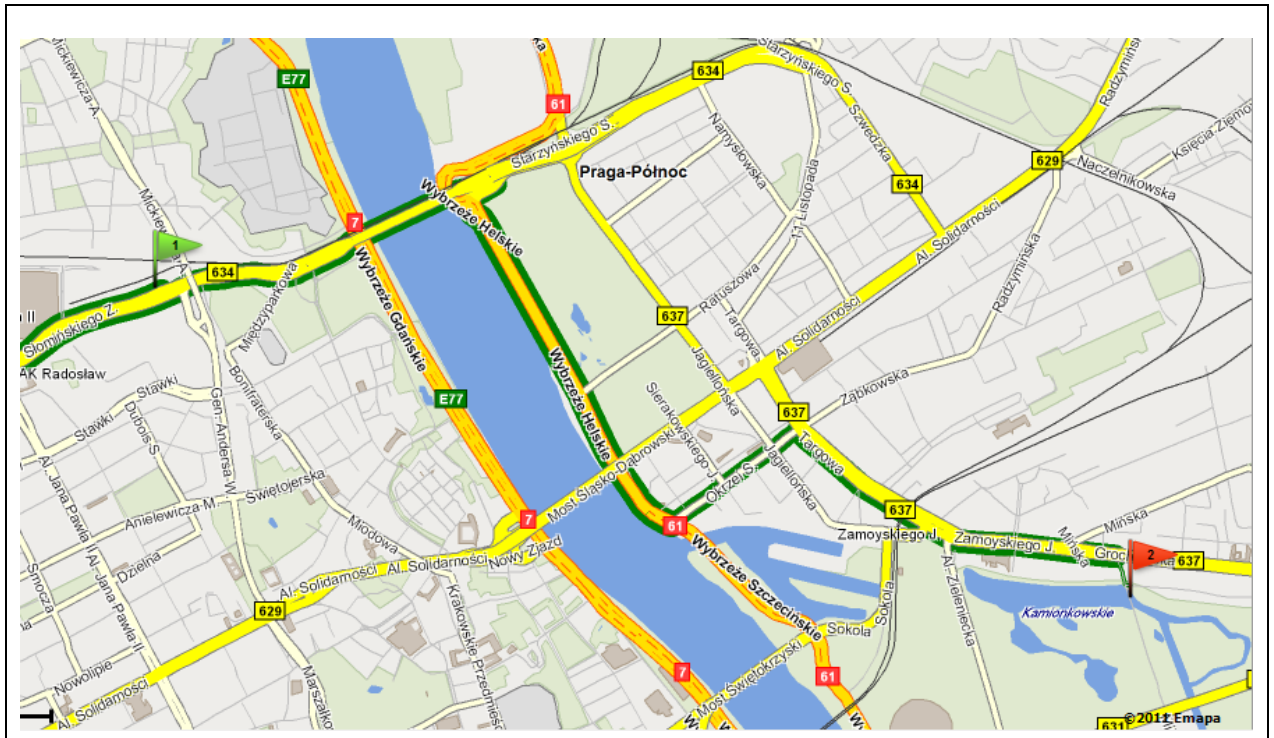 Mickiewicza A.
E77
61
634
Starzyńskiego S.
Radzymińska
Szwedzka
Namysłowska
Starzyńskiego S.
Księcia Ziemo
Praga-Północ
629
Naczelnikowska
634
11 Listopada
Wybrzeże Helskie
7
1
634
Al. Solidarności
Radzymińska
Międzyparkowa
Wybrzeże Gdańskie
Ratuszowa
Słomińskiego Z.
637
Targowa
Al. Solidarności
AK Radosław
Wybrzeże Helskie
Jagiellońska
Stawki
Bonifraterska
E77
Sierakowskiego J.
Ząbkowska
637
Stawki
Dubois S.
Gen. Andersa W.
Targowa
Jagiellońska
Most Śląsko-Dąbrowski
Okrzei S.
Al. Jana Pawła II
Świętojerska
Anielewicza M.
637
Miodowa
7
61
Zamoyskiego J.
Zamoyskiego J.
Mińska
Mińska
2
637
Nowy Zjazd
Al. Solidarności
Al. Solidarności
Dzielna
Smocza
Al. Jana Pawła II
Wybrzeże Szczecińskie
Sokola
Al. Zieleniecka
Kamionkowskie
629
Krakowskie Przedmieś
Sokola
Nowolipie
Marszałko
7
61
Most Świętokrzyski
Al. Solidarności
631
©2011 Emapa